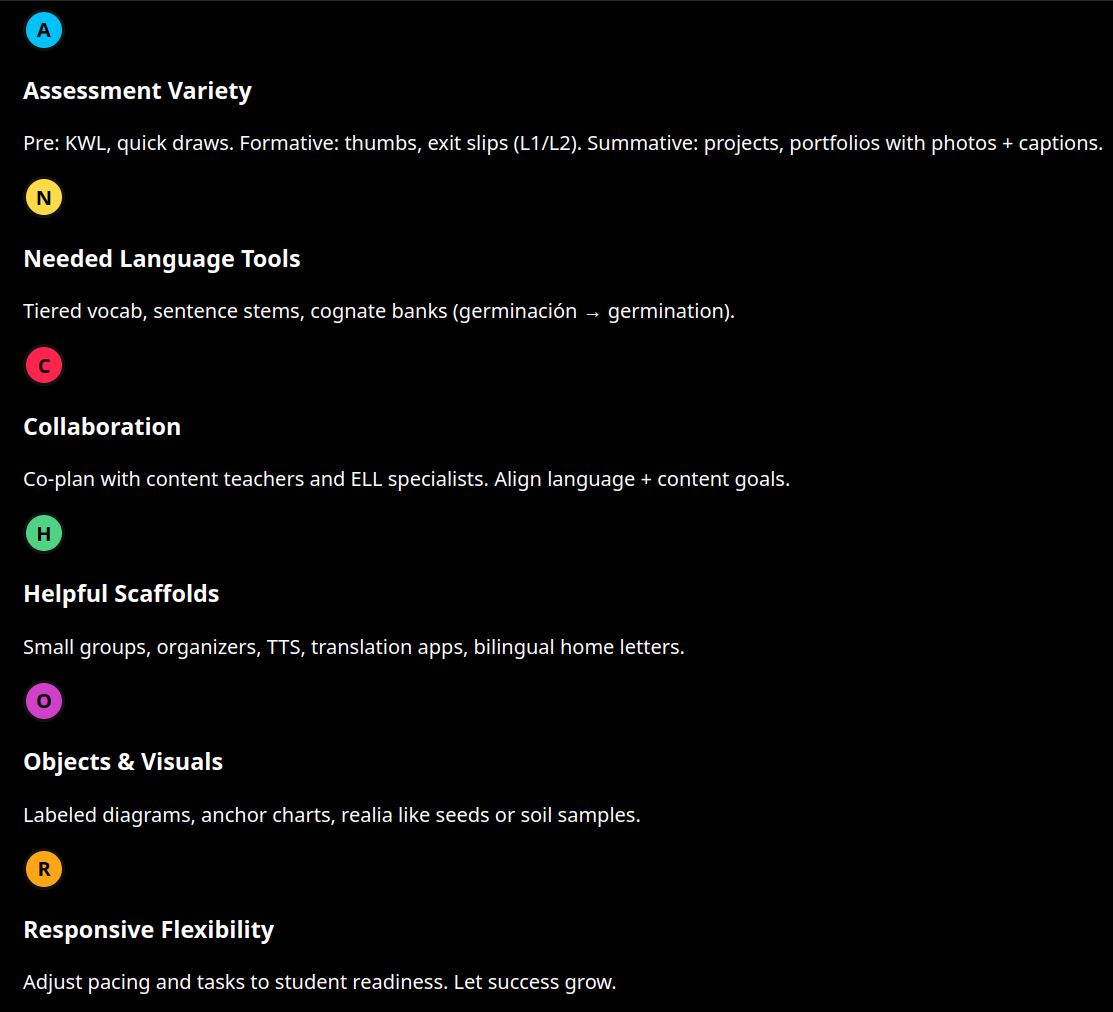 A
Assessment Variety
Pre: KWL, quick draws. Formative: thumbs, exit slips (L1/L2). Summative: projects, portfolios with photos + captions.
N
Needed Language Tools
Tiered vocab, sentence stems, cognate banks (germinación → germination).
C
Collaboration
Co-plan with content teachers and ELL specialists. Align language + content goals.
H
Helpful Scaffolds
Small groups, organizers, TTS, translation apps, bilingual home letters.
O
Objects & Visuals
Labeled diagrams, anchor charts, realia like seeds or soil samples.
R
Responsive Flexibility
Adjust pacing and tasks to student readiness. Let success grow.